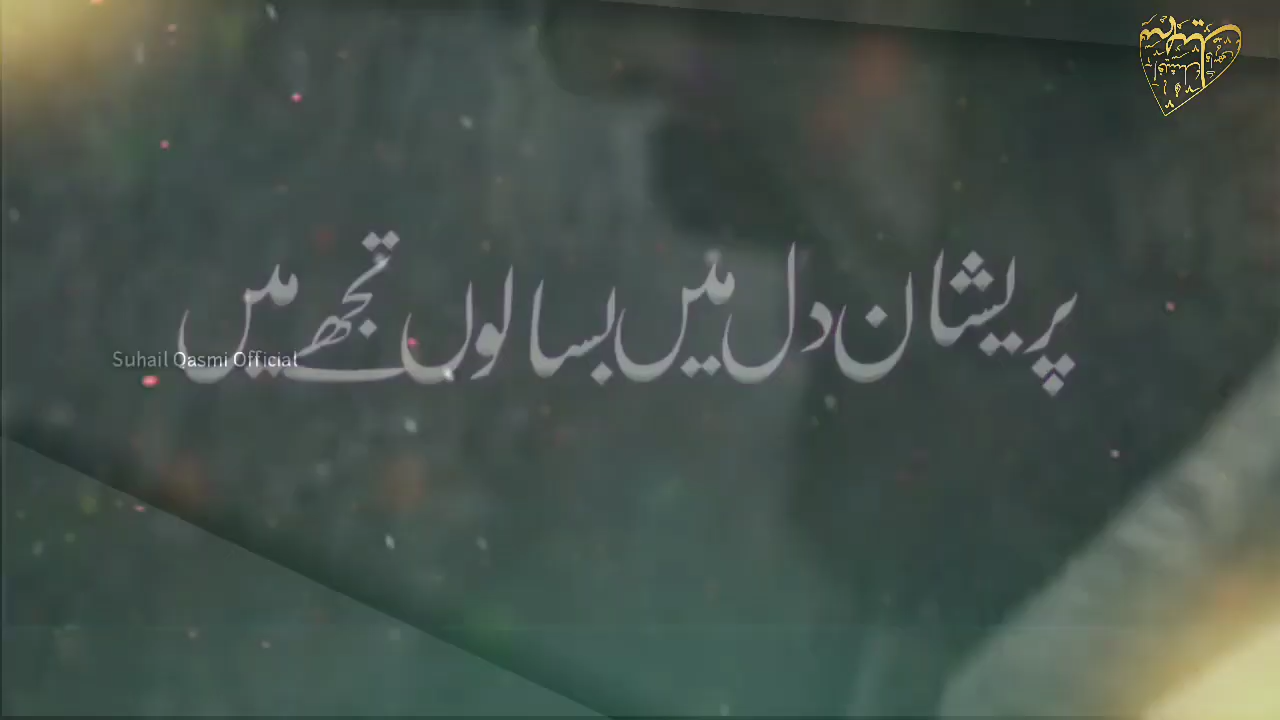 پریشان دل میں بسا لوں تجھے میں
Suhail Qasmi Official